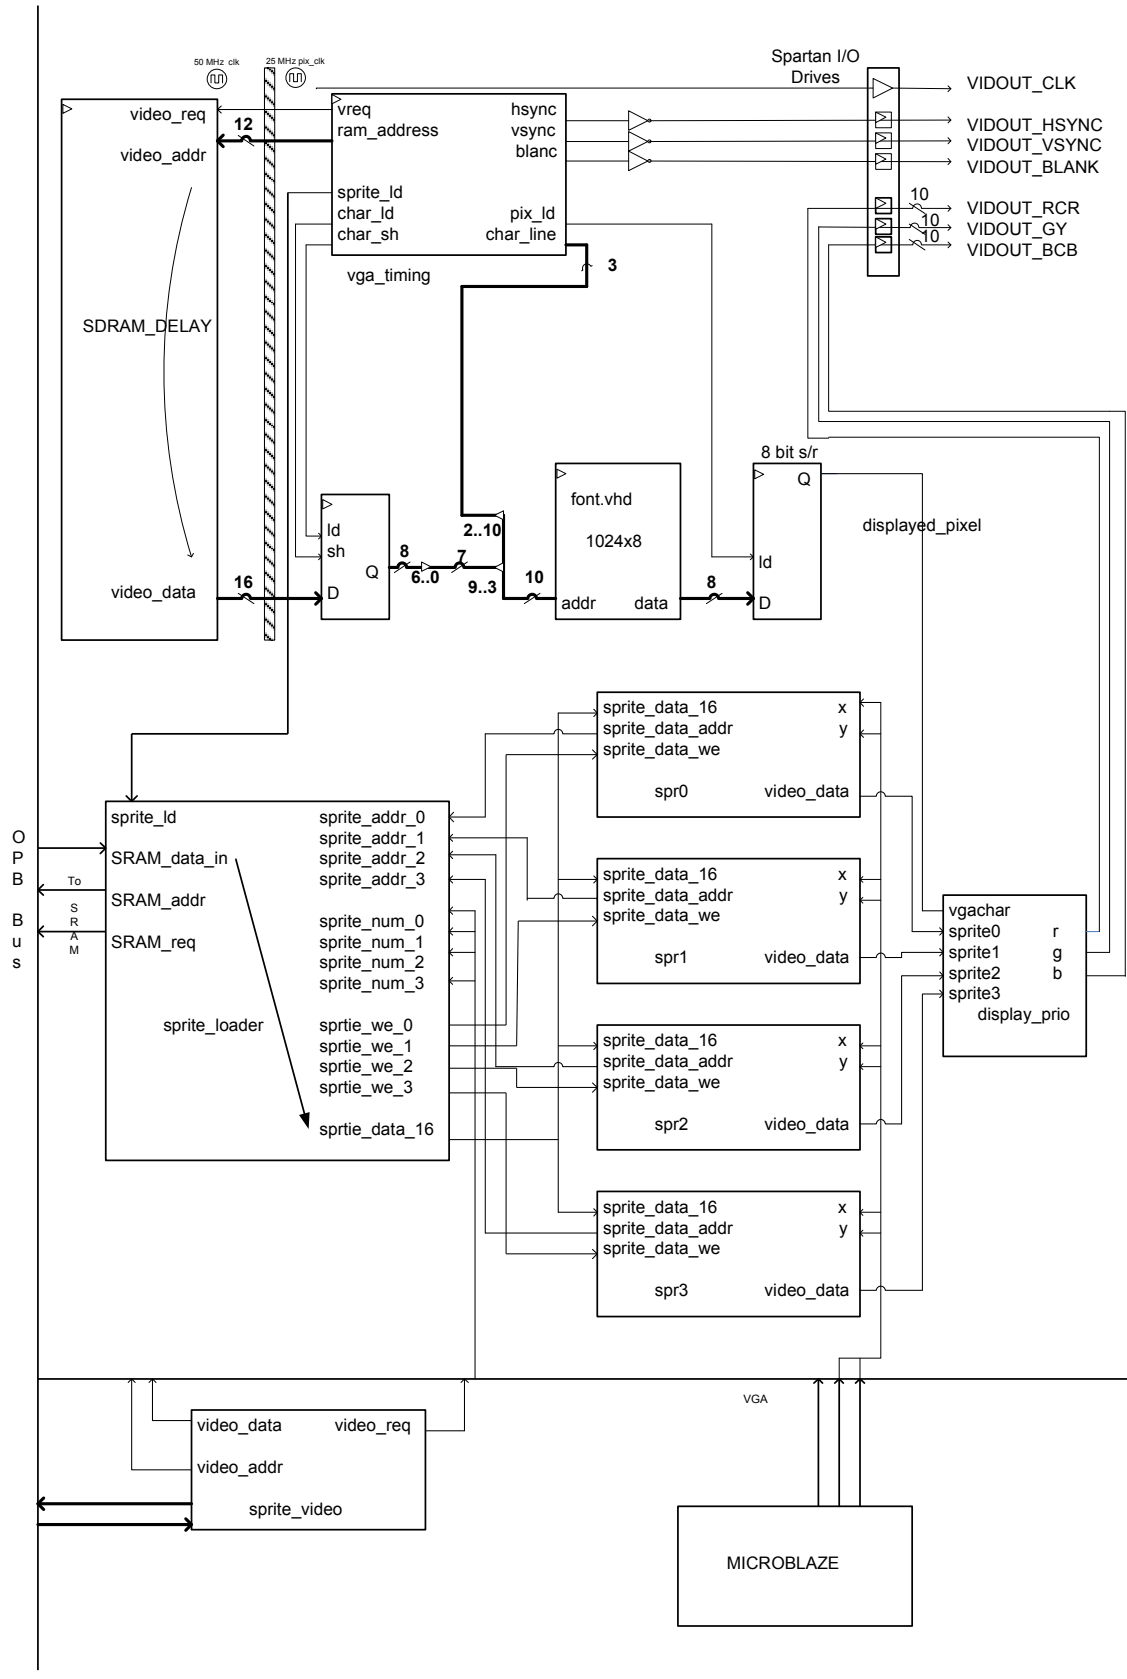 50 MHz clk
25 MHz pix_clk
Spartan I/O
Drives
VIDOUT_CLK
video_req
12
video_addr
SDRAM_DELAY
video_data
16
vreq
ram_address
sprite_ld
char_ld
char_sh
hsync
vsync
blanc
pix_ld
char_line
vga_timing
3
VIDOUT_HSYNC
VIDOUT_VSYNC
VIDOUT_BLANK
10
VIDOUT_RCR
10
VIDOUT_GY
10
VIDOUT_BCB
ld
sh
Q
D
8
6..0
7
2..10
9..3
10
font.vhd
1024x8
addr
data
8
8 bit s/r
Q
ld
D
displayed_pixel
OPB Bus
To
SRAM
sprite_ld
SRAM_data_in
SRAM_addr
SRAM_req
sprite_loader
sprite_addr_0
sprite_addr_1
sprite_addr_2
sprite_addr_3
sprite_num_0
sprite_num_1
sprite_num_2
sprite_num_3
sprtie_we_0
sprtie_we_1
sprtie_we_2
sprtie_we_3
sprtie_data_16
sprite_data_16
x
sprite_data_addr
y
sprite_data_we
spr0
video_data
sprite_data_16
x
sprite_data_addr
y
sprite_data_we
spr1
video_data
sprite_data_16
x
sprite_data_addr
y
sprite_data_we
spr2
video_data
sprite_data_16
x
sprite_data_addr
y
sprite_data_we
spr3
video_data
vgachar
sprite0
r
sprite1
g
sprite2
b
sprite3
display_prio
VGA
video_data
video_req
video_addr
sprite_video
MICROBLAZE